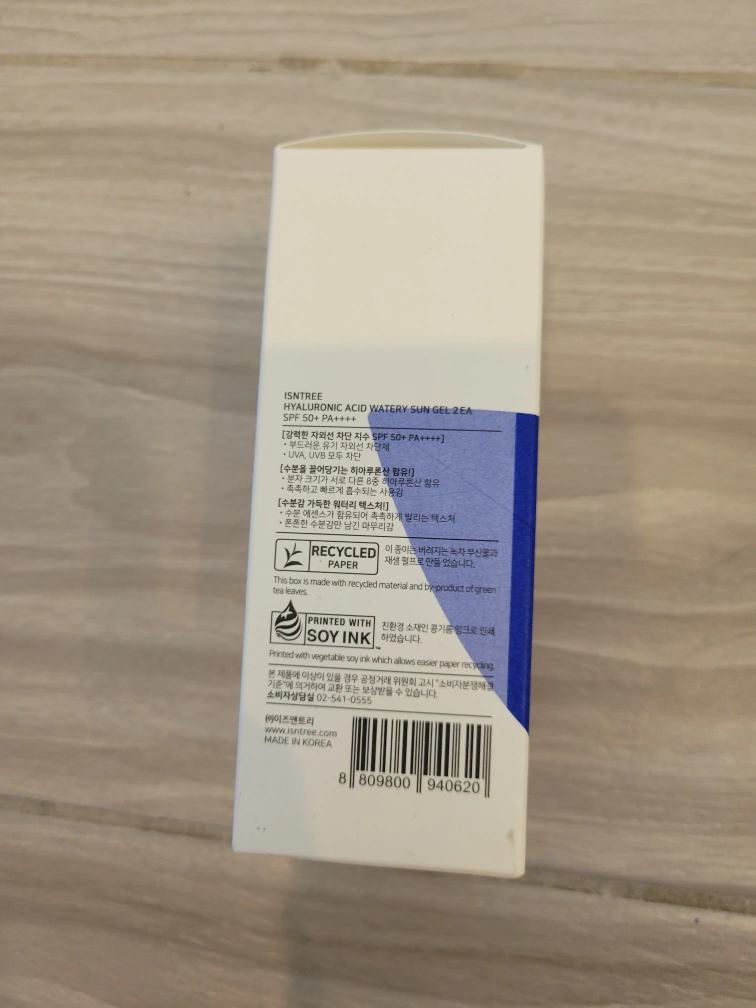 ISNTREE
HYALURONIC ACID WATERY SUN GEL 2EA
SPF 50+ PA++++
[강력한 자외선 차단 지수 SPF 50+ PA++++]
• 부드러운 유기 자외선 차단제
• UVA, UVB 모두 차단
[수분을 끌어당기는 히아루론산 함유!]
• 분자 크기가 서로 다른 8종 히아루론산 함유
• 촉촉하고 빠르게 흡수되는 사용감
[수분감 가득한 워터리 텍스처!]
• 수분 에센스가 함유되어 촉촉하게 발리는 텍스처
• 쫀쫀한 수분감만 남긴 마무리감
RECYCLED
PAPER
이 종이는 버려지는 녹차 부산물과
재생 펄프로 만들었습니다.
This box is made with recycled material and by-product of green
tea leaves.
PRINTED WITH
SOY INK™
친환경 소재인 콩기름 잉크로 인쇄
하였습니다.
Printed with vegetable soy ink which allows easier paper recycling.
본 제품에 이상이 있을 경우 공정거래 위원회 고시 "소비자분쟁해결
기준"에 의거하여 교환 또는 보상받을 수 있습니다.
소비자상담실 02-541-0555
㈜이즈앤트리
www.isntree.com
MADE IN KOREA
8 809800 940620